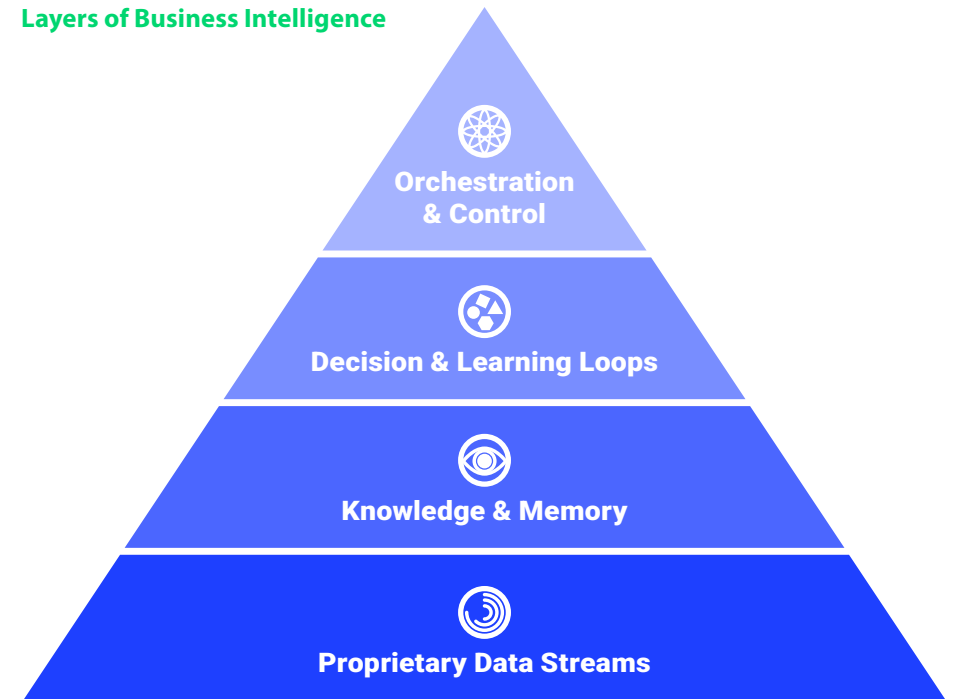 Layers of Business Intelligence
Orchestration
& Control
Decision & Learning Loops
Knowledge & Memory
Proprietary Data Streams